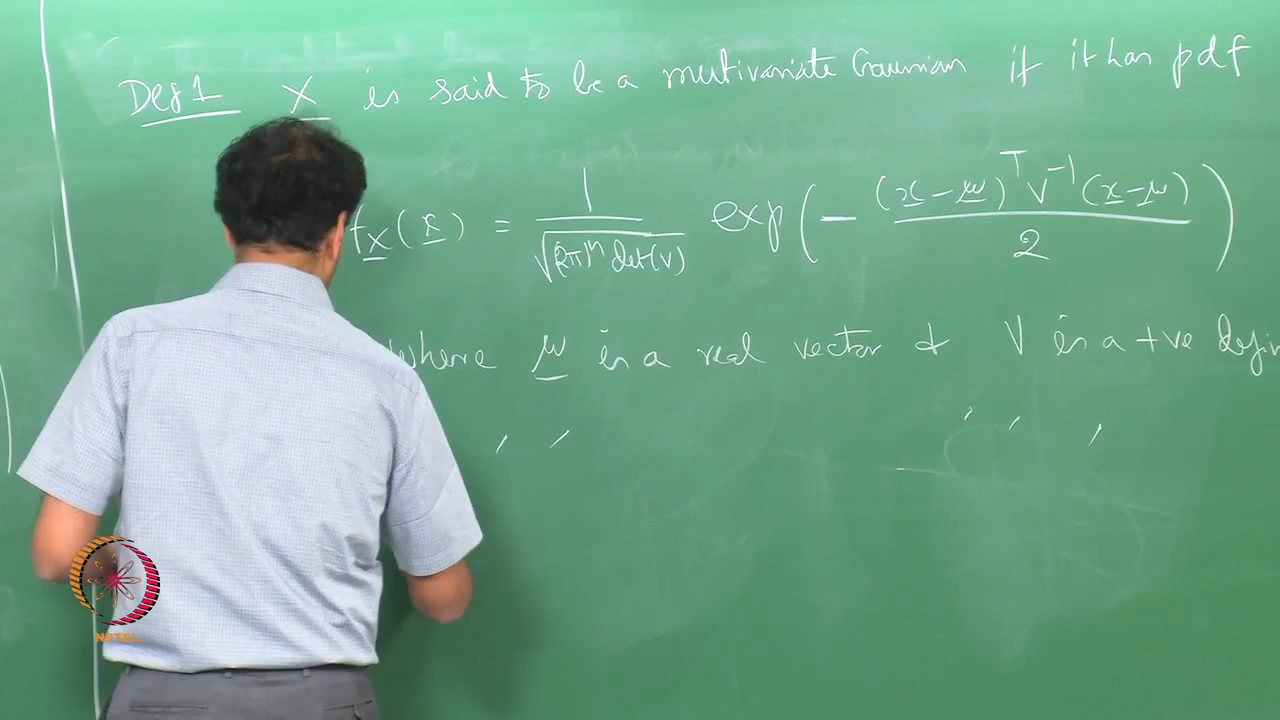 Def 1 X is said to be a multivariate Gaussian if it has pdf
f_X(x) = 1/√((2π)^n det(V)) exp(-(x-μ)^T V^-1 (x-μ)/2)
where μ is a real vector & V is a +ve defin
NPTEL